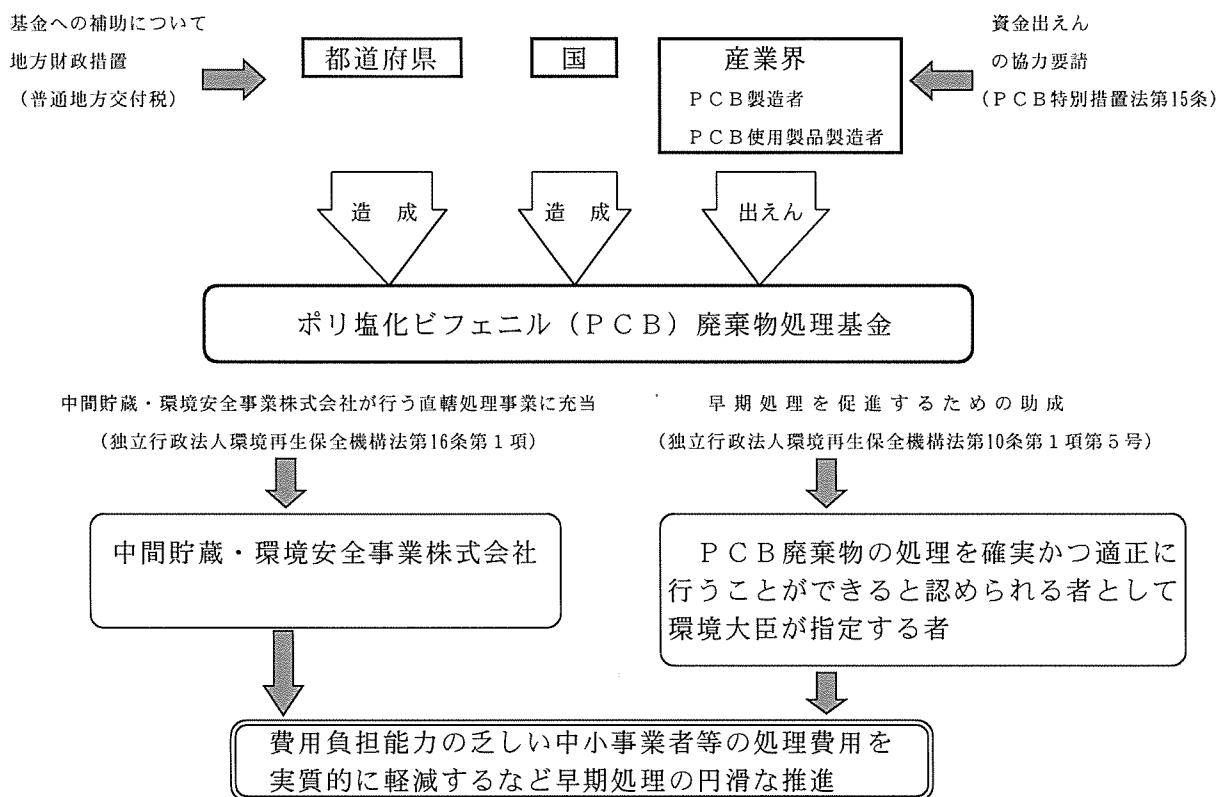 基金への補助について
地方財政措置
（普通地方交付税）
都道府県
国
産業界
ＰＣＢ製造者
ＰＣＢ使用製品製造者
資金出えん
の協力要請
（ＰＣＢ特別措置法第15条）
造　成
造　成
出えん
ポリ塩化ビフェニル（ＰＣＢ）廃棄物処理基金
中間貯蔵・環境安全事業株式会社が行う直轄処理事業に充当
（独立行政法人環境再生保全機構法第16条第１項）
早期処理を促進するための助成
（独立行政法人環境再生保全機構法第10条第１項第５号）
中間貯蔵・環境安全事業株式会社
ＰＣＢ廃棄物の処理を確実かつ適正に
行うことができると認められる者として
環境大臣が指定する者
費用負担能力の乏しい中小事業者等の処理費用を
実質的に軽減するなど早期処理の円滑な推進